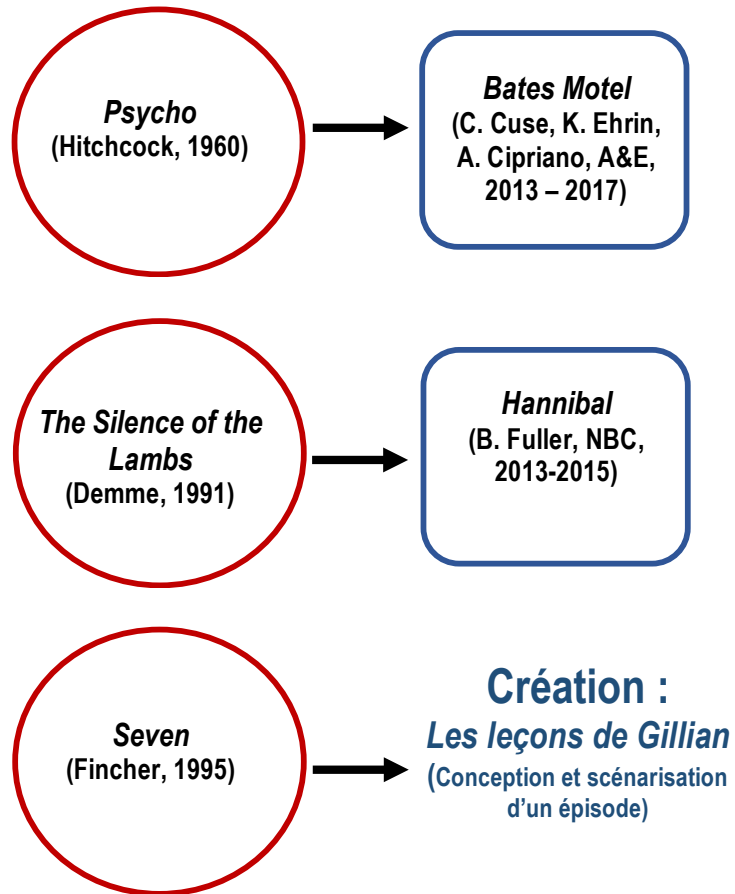 Psycho
(Hitchcock, 1960)
Bates Motel
(C. Cuse, K. Ehrin,
A. Cipriano, A&E,
2013 – 2017)
The Silence of the
Lambs
(Demme, 1991)
Hannibal
(B. Fuller, NBC,
2013-2015)
Seven
(Fincher, 1995)
Création :
Les leçons de Gillian
(Conception et scénarisation
d'un épisode)